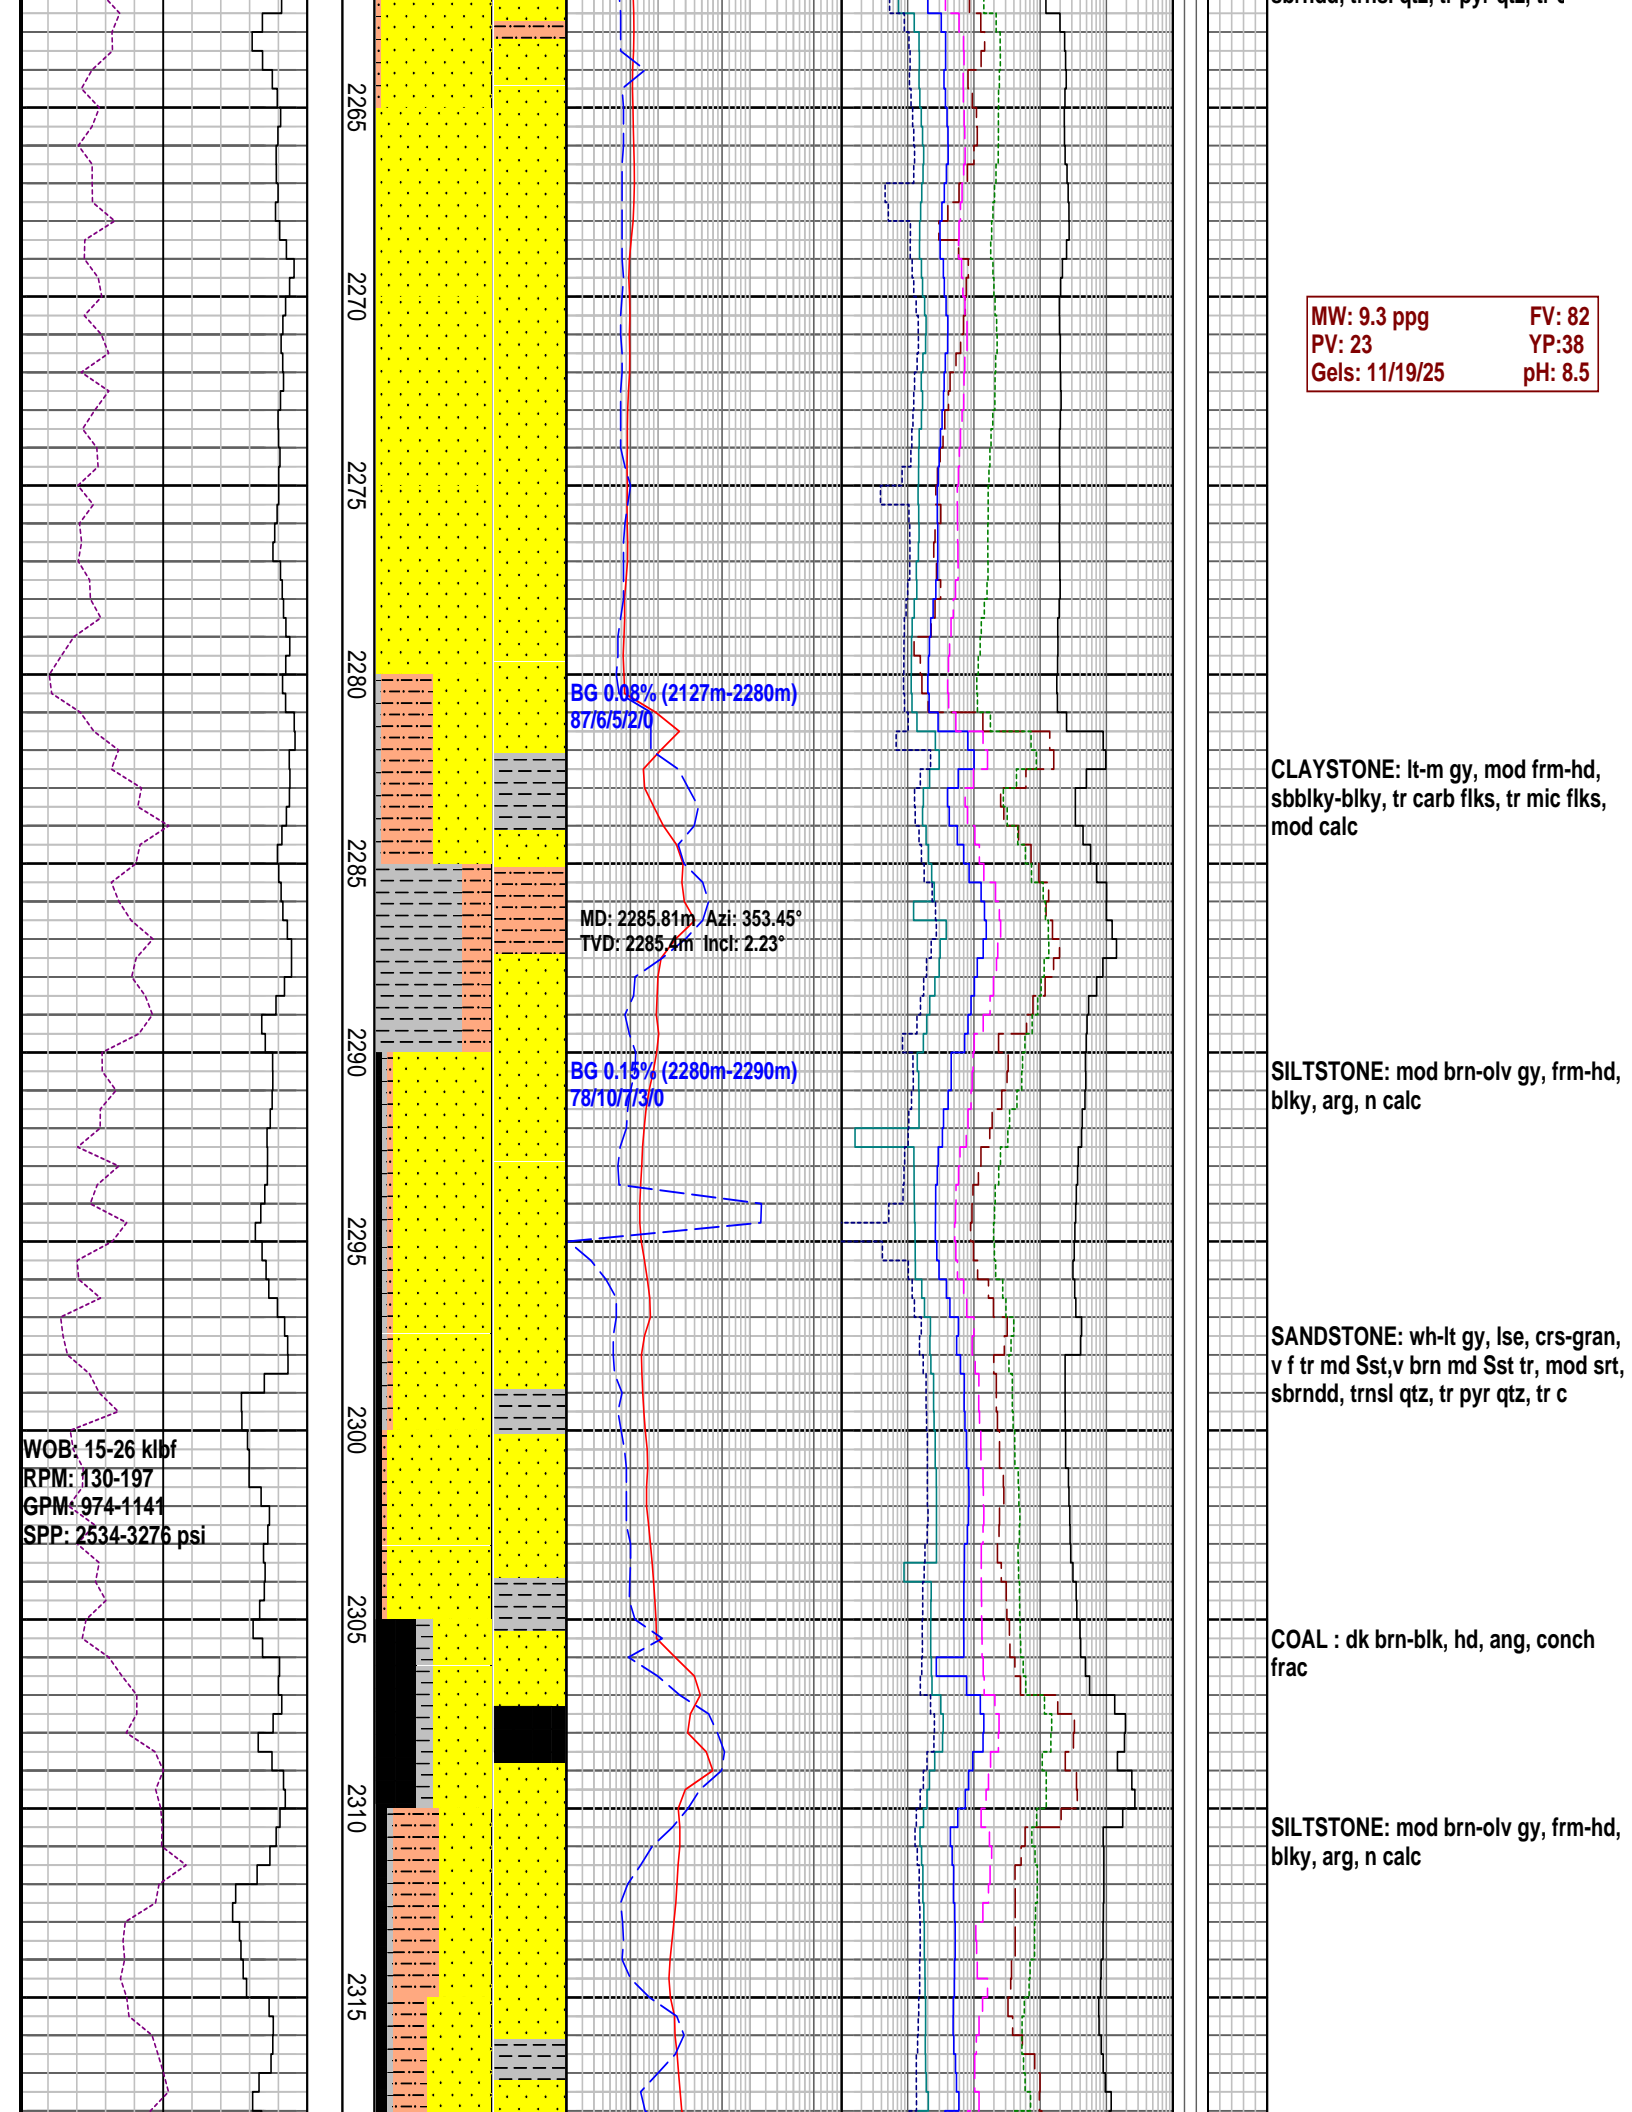 sbrndd, trnsl qtz, tr pyr qtz, tr c
2265
2270
MW: 9.3 ppg FV: 82
PV: 23 YP:38
Gels: 11/19/25 pH: 8.5
2275
2280
BG 0.08% (2127m-2280m)
87/6/5/2/0
CLAYSTONE: lt-m gy, mod frm-hd,
sbblky-blky, tr carb flks, tr mic flks,
mod calc
2285
MD: 2285.81m Azi: 353.45°
TVD: 2285.4m Incl: 2.23°
2290
BG 0.15% (2280m-2290m)
78/10/7/3/0
SILTSTONE: mod brn-olv gy, frm-hd,
blky, arg, n calc
2295
SANDSTONE: wh-lt gy, lse, crs-gran,
v f tr md Sst,v brn md Sst tr, mod srt,
sbrndd, trnsl qtz, tr pyr qtz, tr c
2300
WOB: 15-26 klbf
RPM: 130-197
GPM: 974-1141
SPP: 2534-3276 psi
2305
COAL : dk brn-blk, hd, ang, conch
frac
2310
SILTSTONE: mod brn-olv gy, frm-hd,
blky, arg, n calc
2315